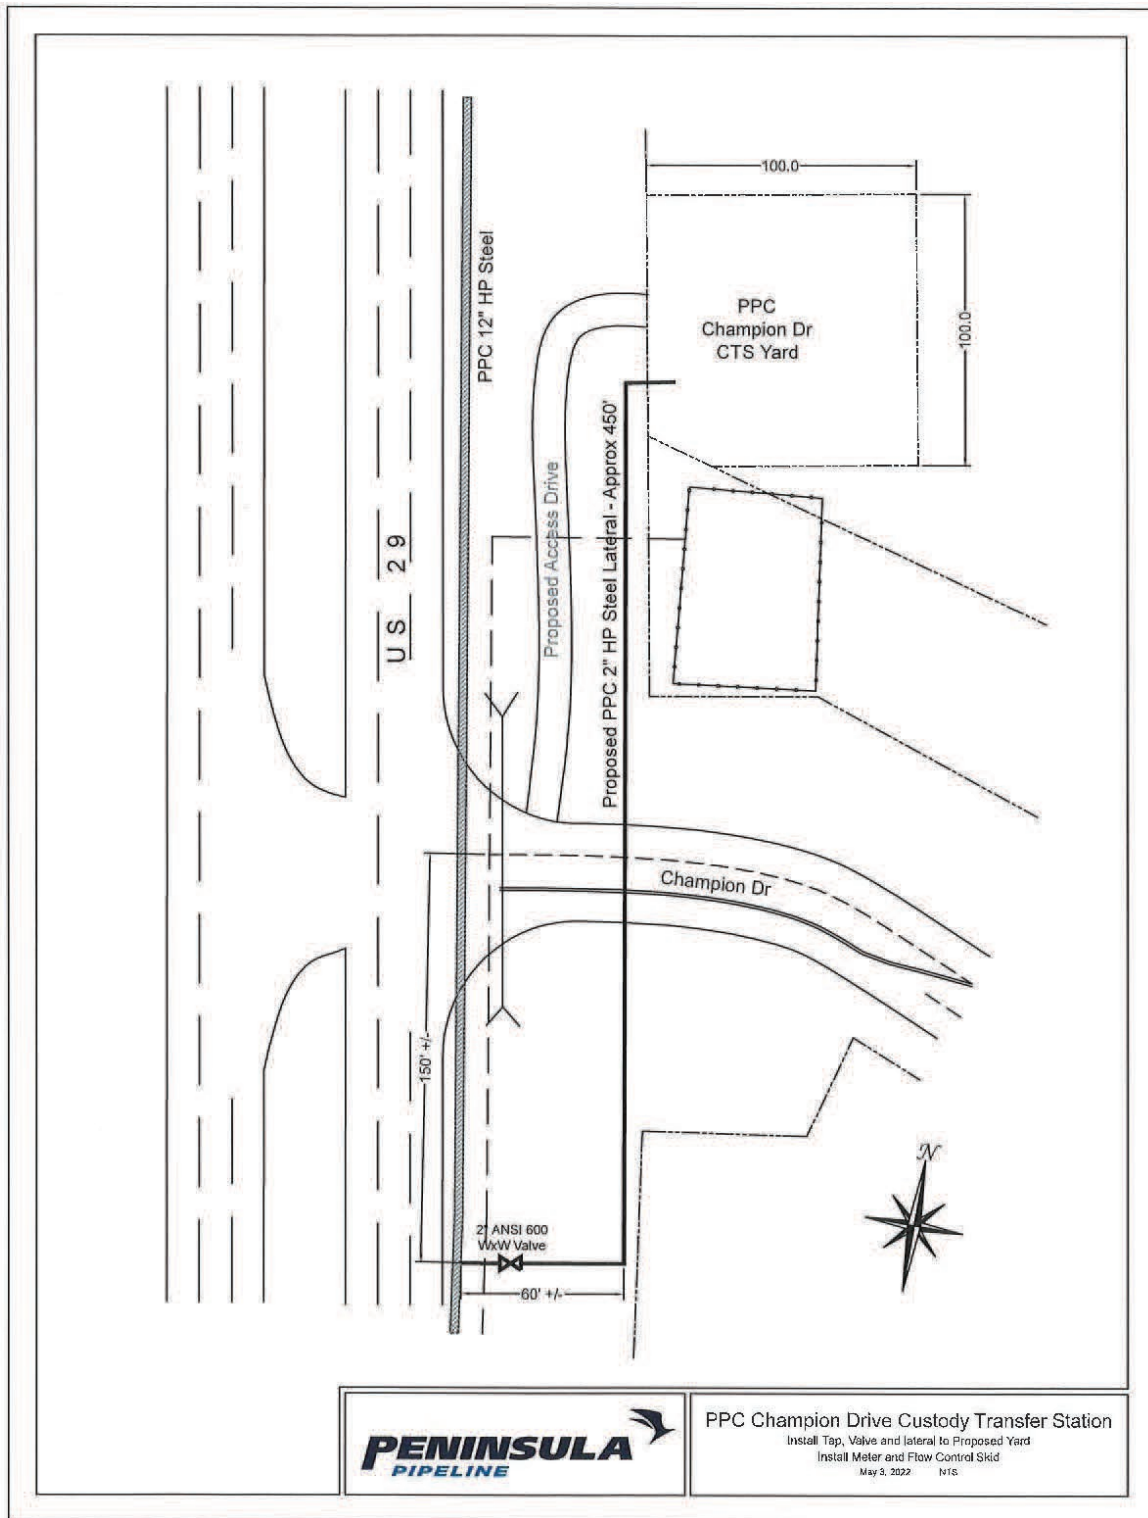 100.0
PPC 12" HP Steel
PPC
Champion Dr
CTS Yard
100.0
US 29
Proposed Access Drive
Proposed PPC 2" HP Steel Lateral - Approx 450'
Champion Dr
150' +/-
N
2" ANSI 600
WxW Valve
60' +/-
PENINSULA
PIPELINE
PPC Champion Drive Custody Transfer Station
Install Tap, Valve and lateral to Proposed Yard
Install Meter and Flow Control Skid
May 3, 2022 NTS